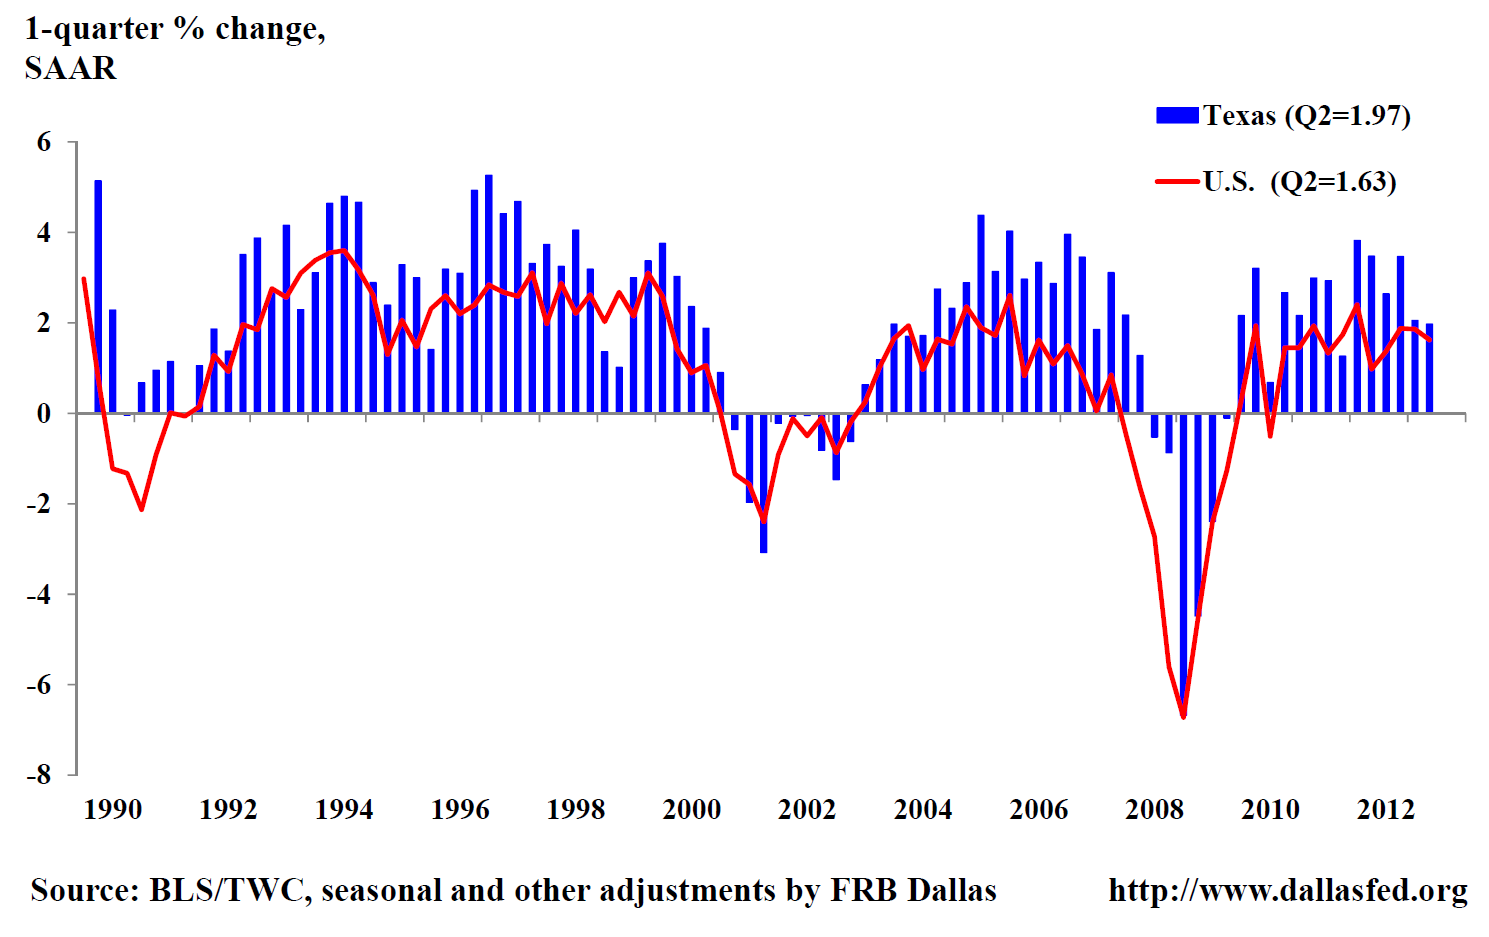 1-quarter % change,
SAAR
Texas (Q2=1.97)
U.S. (Q2=1.63)
6
4
2
0
-2
-4
-6
-8
1990 1992 1994 1996 1998 2000 2002 2004 2006 2008 2010 2012
Source: BLS/TWC, seasonal and other adjustments by FRB Dallas http://www.dallasfed.org